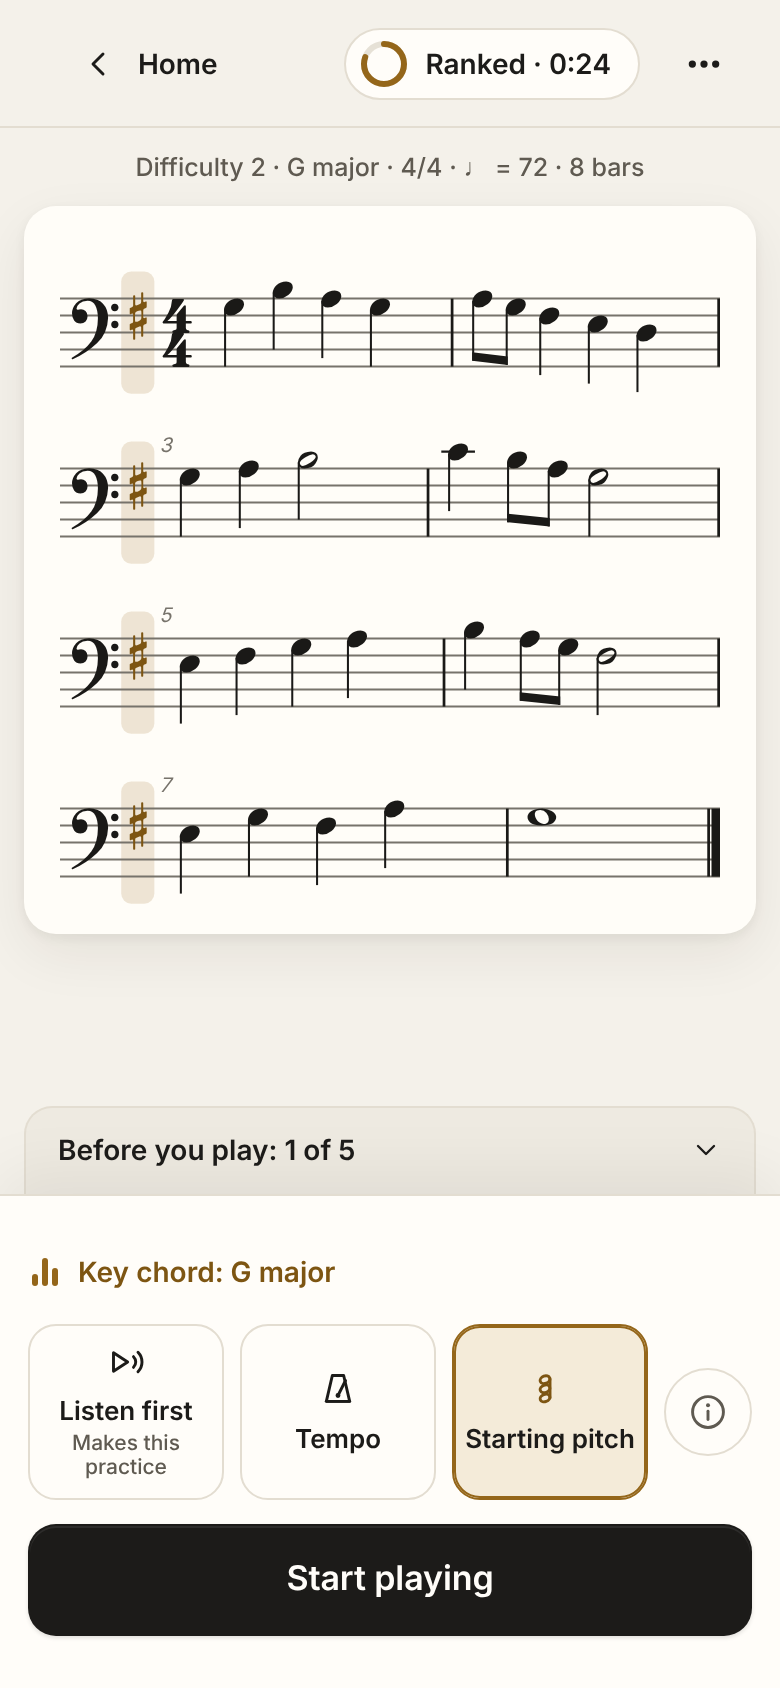 Home
Ranked · 0:24
Difficulty 2 · G major · 4/4 · ♩ = 72 · 8 bars
3
5
7
Before you play: 1 of 5
Key chord: G major
Listen first
Makes this
practice
Tempo
Starting pitch
Start playing